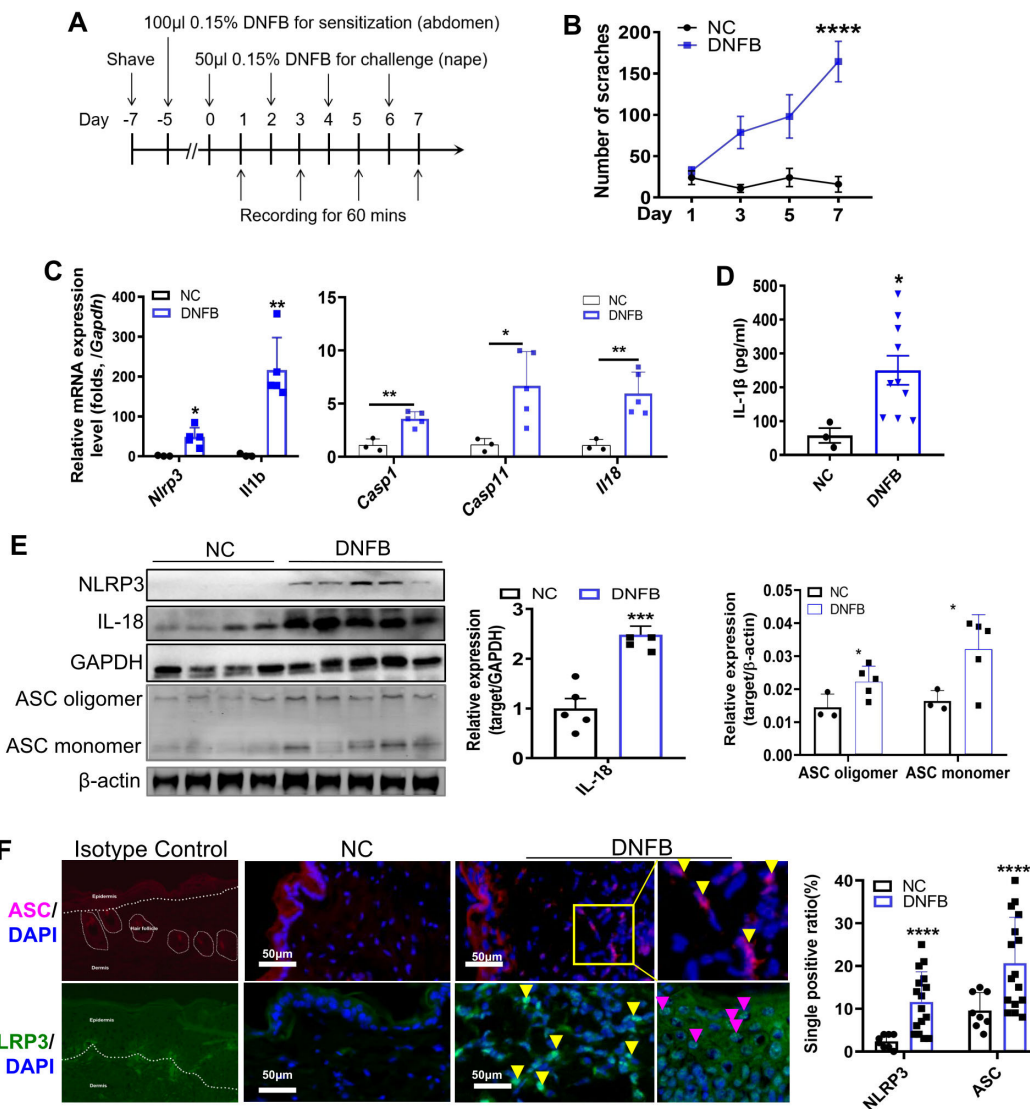 A
100µl 0.15% DNFB for sensitization (abdomen)
Shave
50µl 0.15% DNFB for challenge (nape)
Day -7 -5 0 1 2 3 4 5 6 7
Recording for 60 mins
B
NC
DNFB
****
Number of scraches
200
150
100
50
0
Day 1 3 5 7
C
Relative mRNA expression
level (folds, /Gapdh)
400
300
200
100
0
NC
DNFB
*
**
Nlrp3
Il1b
15
10
5
0
NC
DNFB
**
*
**
Casp1
Casp11
Il18
D
IL-1β (pg/ml)
500
400
300
200
100
0
*
NC
DNFB
E
NC
DNFB
NLRP3
IL-18
GAPDH
ASC oligomer
ASC monomer
β-actin
NC
DNFB
Relative expression
(target/GAPDH)
3
2
1
0
***
IL-18
Relative expression
(target/β-actin)
0.05
0.04
0.03
0.02
0.01
0.00
NC
DNFB
*
*
ASC oligomer
ASC monomer
F
Isotype Control
NC
DNFB
ASC/
DAPI
Epidermis
Hair follicle
Dermis
50µm
50µm
LRP3/
DAPI
Epidermis
Dermis
50µm
50µm
Single positive ratio(%)
40
30
20
10
0
NC
DNFB
****
****
NLRP3
ASC